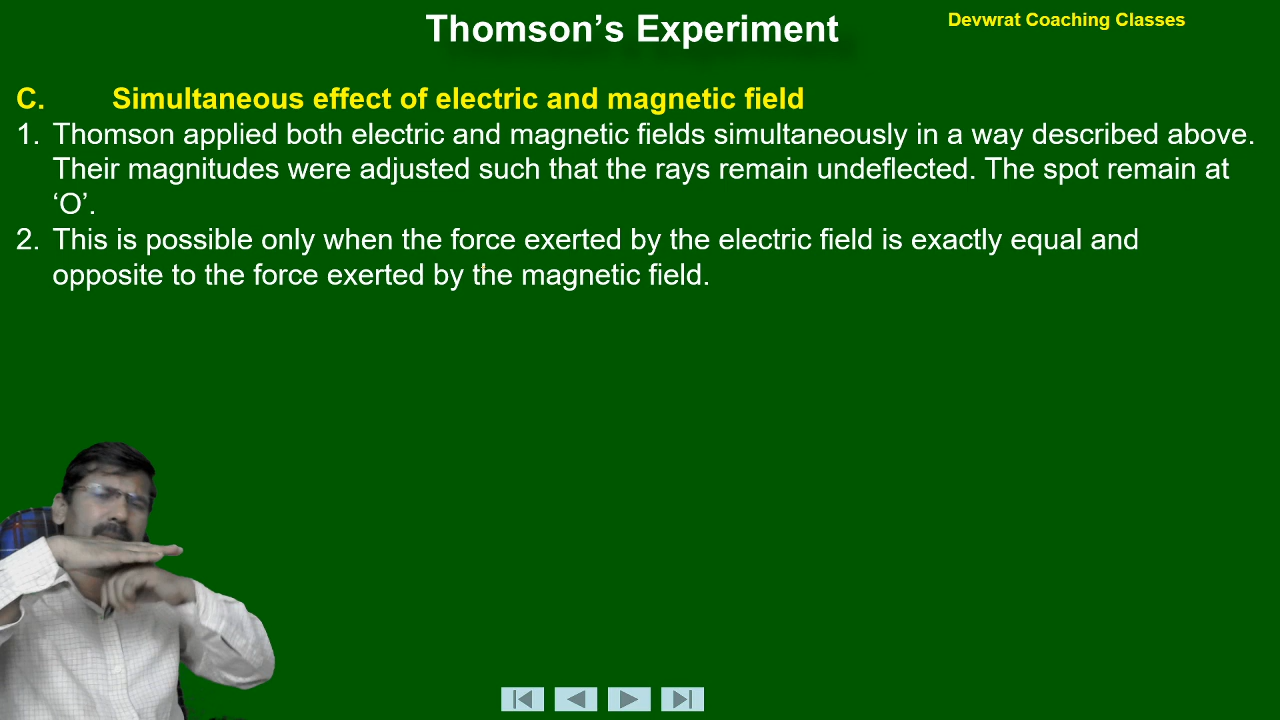 Thomson’s Experiment
Devwrat Coaching Classes
C. Simultaneous effect of electric and magnetic field
1. Thomson applied both electric and magnetic fields simultaneously in a way described above.
Their magnitudes were adjusted such that the rays remain undeflected. The spot remain at
‘O’.
2. This is possible only when the force exerted by the electric field is exactly equal and
opposite to the force exerted by the magnetic field.